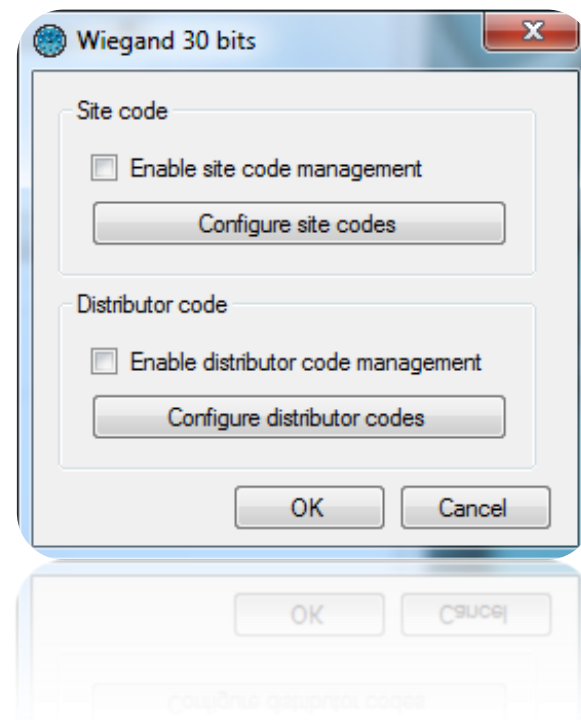 Wiegand 30 bits
Site code
Enable site code management
Configure site codes
Distributor code
Enable distributor code management
Configure distributor codes
OK Cancel